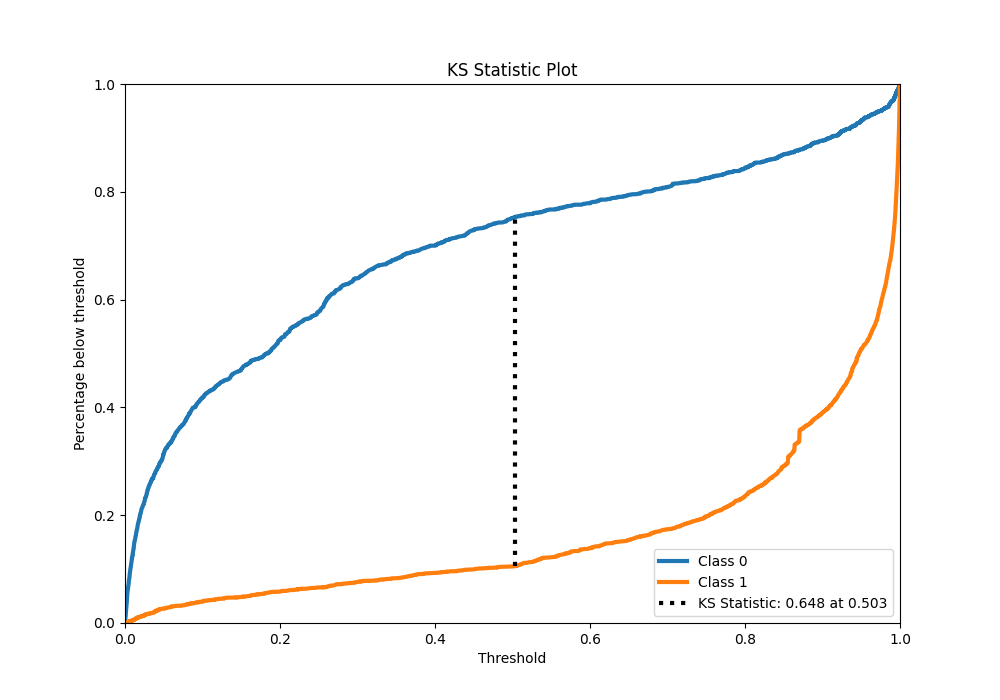 KS Statistic Plot
1.0
0.8
0.6
0.4
0.2
0.0
Percentage below threshold
0.0 0.2 0.4 0.6 0.8 1.0
Threshold
Class 0
Class 1
KS Statistic: 0.648 at 0.503